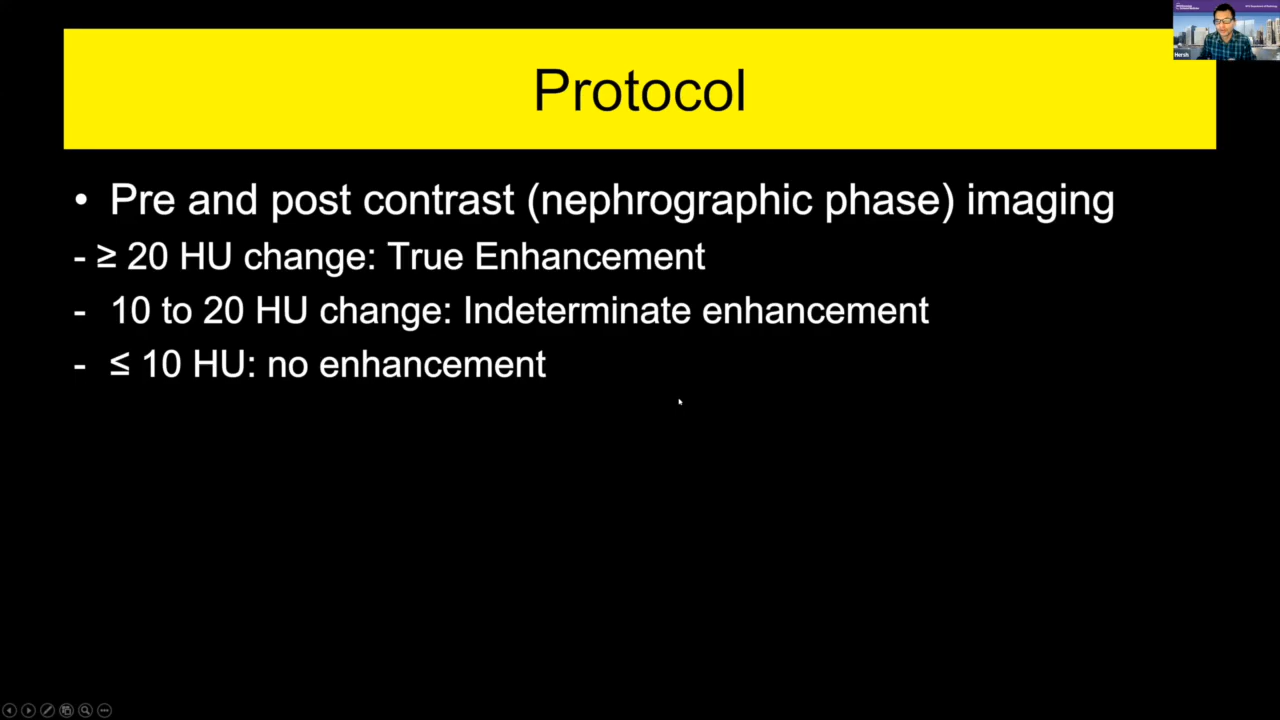 Protocol
• Pre and post contrast (nephrographic phase) imaging
- ≥ 20 HU change: True Enhancement
- 10 to 20 HU change: Indeterminate enhancement
- ≤ 10 HU: no enhancement
Hersh